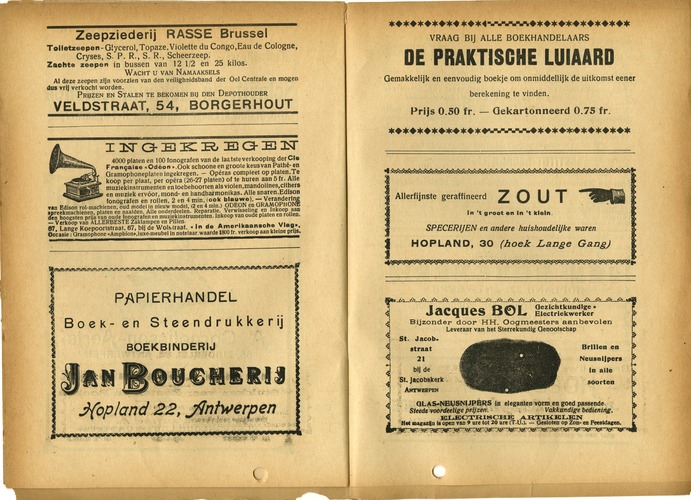 Zeepziederij RASSE Brussel
Toiletzeepen - Glycerol, Topaze, Violette du Congo, Eau de Cologne,
Cryses, S. P. R., S. R., Scheerzeep.
Zachte zeepen in bussen van 12 1/2 en 25 kilos.
WACHT U VAN NAMAAKSELS
Al deze zeepen zijn voorzien van den veiligheidsband der Oel Centrale en mogen
dus vrij verkocht worden.
PRIJZEN EN STALEN TE BEKOMEN BIJ DEN DEPOTHOUDER
VELDSTRAAT, 54, BORGERHOUT
INGEKREGEN
4000 platen en 100 fonografen van de laatste verkooping der Cie
Française «Odéon». Ook schoone en groote keus van Pathé- en
Gramophoneplaten ingekregen. — Opéras compleet op platen. Te
koop per plaat, per opéra (26-27 platen) of te huren aan 5 fr. Alle
muziekinstrumenten en toebehoorten als violen, mandolines, cithers
en muziek ervoor, mond- en handharmonikas. Alle snaren. Edison
fonografen en rollen, 2 en 4 min. (ook blauwe). — Verandering
van Edison rol-machienen, oud model in nieuw model, (2 en 4 min.) ODEON en GRAMOPHONE
spreekmachienen, platen en naalden. Alle onderdeelen. Reparatie. Verwisseling en Inkoop aan
den hoogsten prijs van oude fonografen en muziekinstrumenten. Inkoop van oude platen en rollen.
— Verkoop van ALLERBESTE Zaklampen en Pillen.
67, Lange Koepoortstraat, 67, bij de Wolstraat. « In de Amerikaansche Vlag».
Occasie : Gramophone «Amphion», luxe-meubel in notelaar, waarde 1800 fr. verkoop aan kleine prijs.
PAPIERHANDEL
Boek- en Steendrukkerij
BOEKBINDERIJ
JAN BOUCHERIJ
Hopland 22, Antwerpen
VRAAG BIJ ALLE BOEKHANDELAARS
DE PRAKTISCHE LUIAARD
Gemakkelijk en eenvoudig boekje om onmiddellijk de uitkomst eener
berekening te vinden.
Prijs 0.50 fr. — Gekartonneerd 0.75 fr.
Allerfijnste geraffineerd ZOUT
in 't groot en in 't klein
SPECERIJEN en andere huishoudelijke waren
HOPLAND, 30 (hoek Lange Gang)
Jacques BOL Gezichtkundige -
Electriekwerker
Bijzonder door HH. Oogmeesters aanbevolen
Leveraar van het Sterrekundig Genootschap
St. Jacob-
straat
21
bij de
St. Jacobskerk
ANTWERPEN
Brillen en
Neusnijpers
in alle
soorten
GLAS-NEUSNIJPERS in eleganten vorm en goed passende.
Steeds voordeelige prijzen. Vakkundige bediening.
ELECTRISCHE ARTIKELEN
Het magazijn is open van 9 ure tot 20 ure (T.U.). — Gesloten op Zon- en Feestdagen.